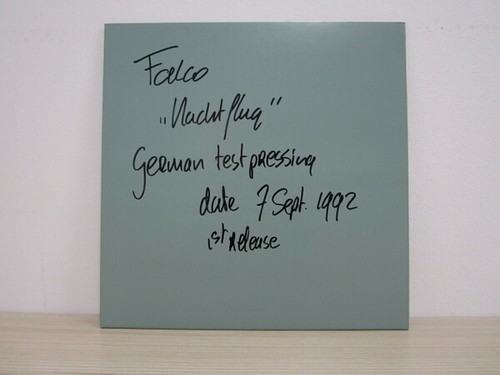 Falco
„Nachtflug"
German testpressing
date 7 Sept. 1992
1st Release